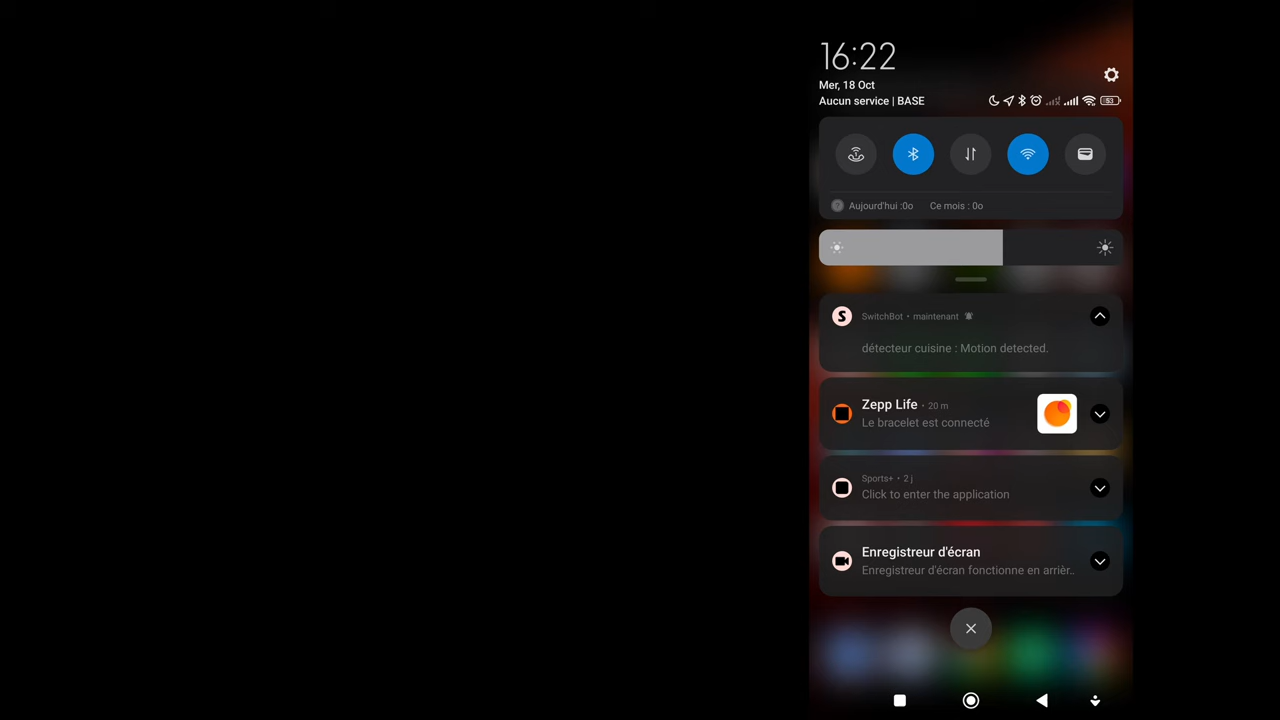 16:22
Mer, 18 Oct
Aucun service | BASE
53
Aujourd'hui :0o Ce mois : 0o
SwitchBot • maintenant
détecteur cuisine : Motion detected.
Zepp Life • 20 m
Le bracelet est connecté
Sports+ • 2 j
Click to enter the application
Enregistreur d'écran
Enregistreur d'écran fonctionne en arrièr..